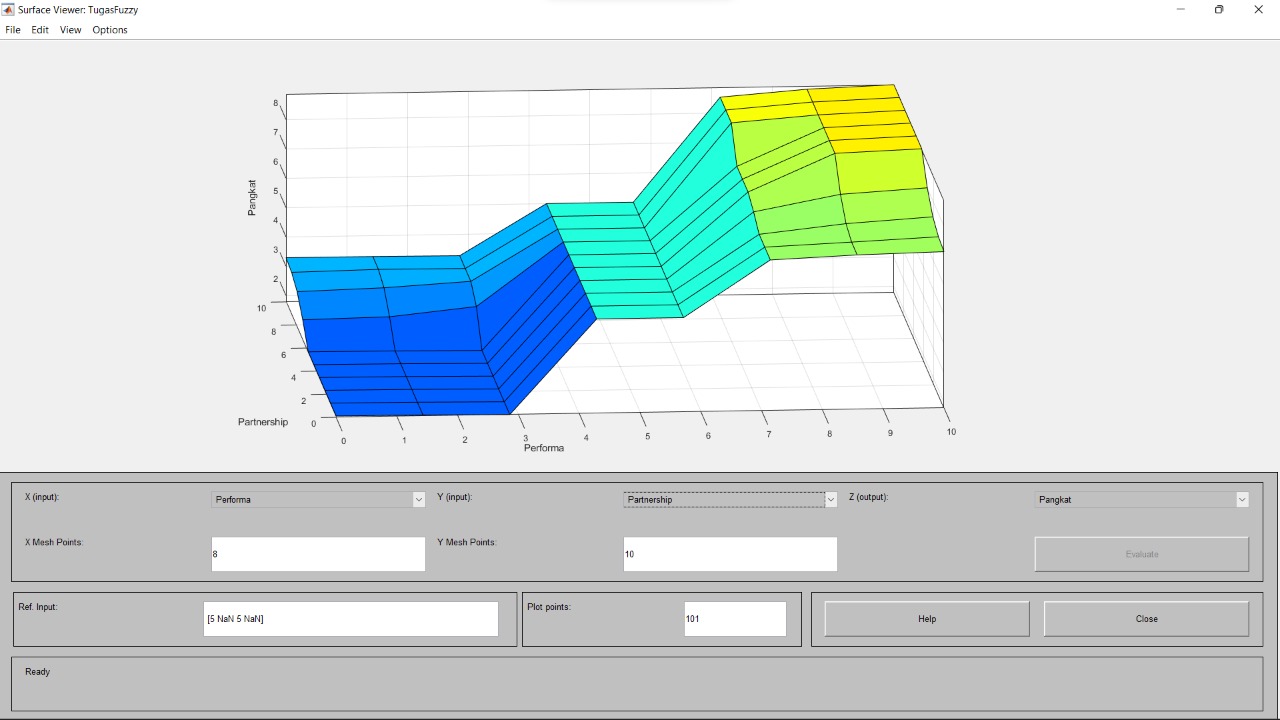 Surface Viewer: TugasFuzzy
File Edit View Options
8
7
6
5
4
3
2
Pangkat
10
8
6
4
2
0
Partnership
0 1 2 3 4 5 6 7 8 9 10
Performa
X (input): Performa Y (input): Partnership Z (output): Pangkat
X Mesh Points: 8 Y Mesh Points: 10 Evaluate
Ref. Input: [5 NaN 5 NaN] Plot points: 101 Help Close
Ready